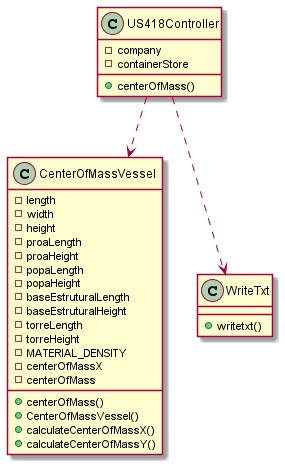 C US418Controller
company
containerStore
centerOfMass()
C CenterOfMassVessel
length
width
height
proaLength
proaHeight
popaLength
popaHeight
baseEstruturalLength
baseEstruturalHeight
torreLength
torreHeight
MATERIAL_DENSITY
centerOfMassX
centerOfMass
centerOfMass()
CenterOfMassVessel()
calculateCenterOfMassX()
calculateCenterOfMassY()
C WriteTxt
writetxt()